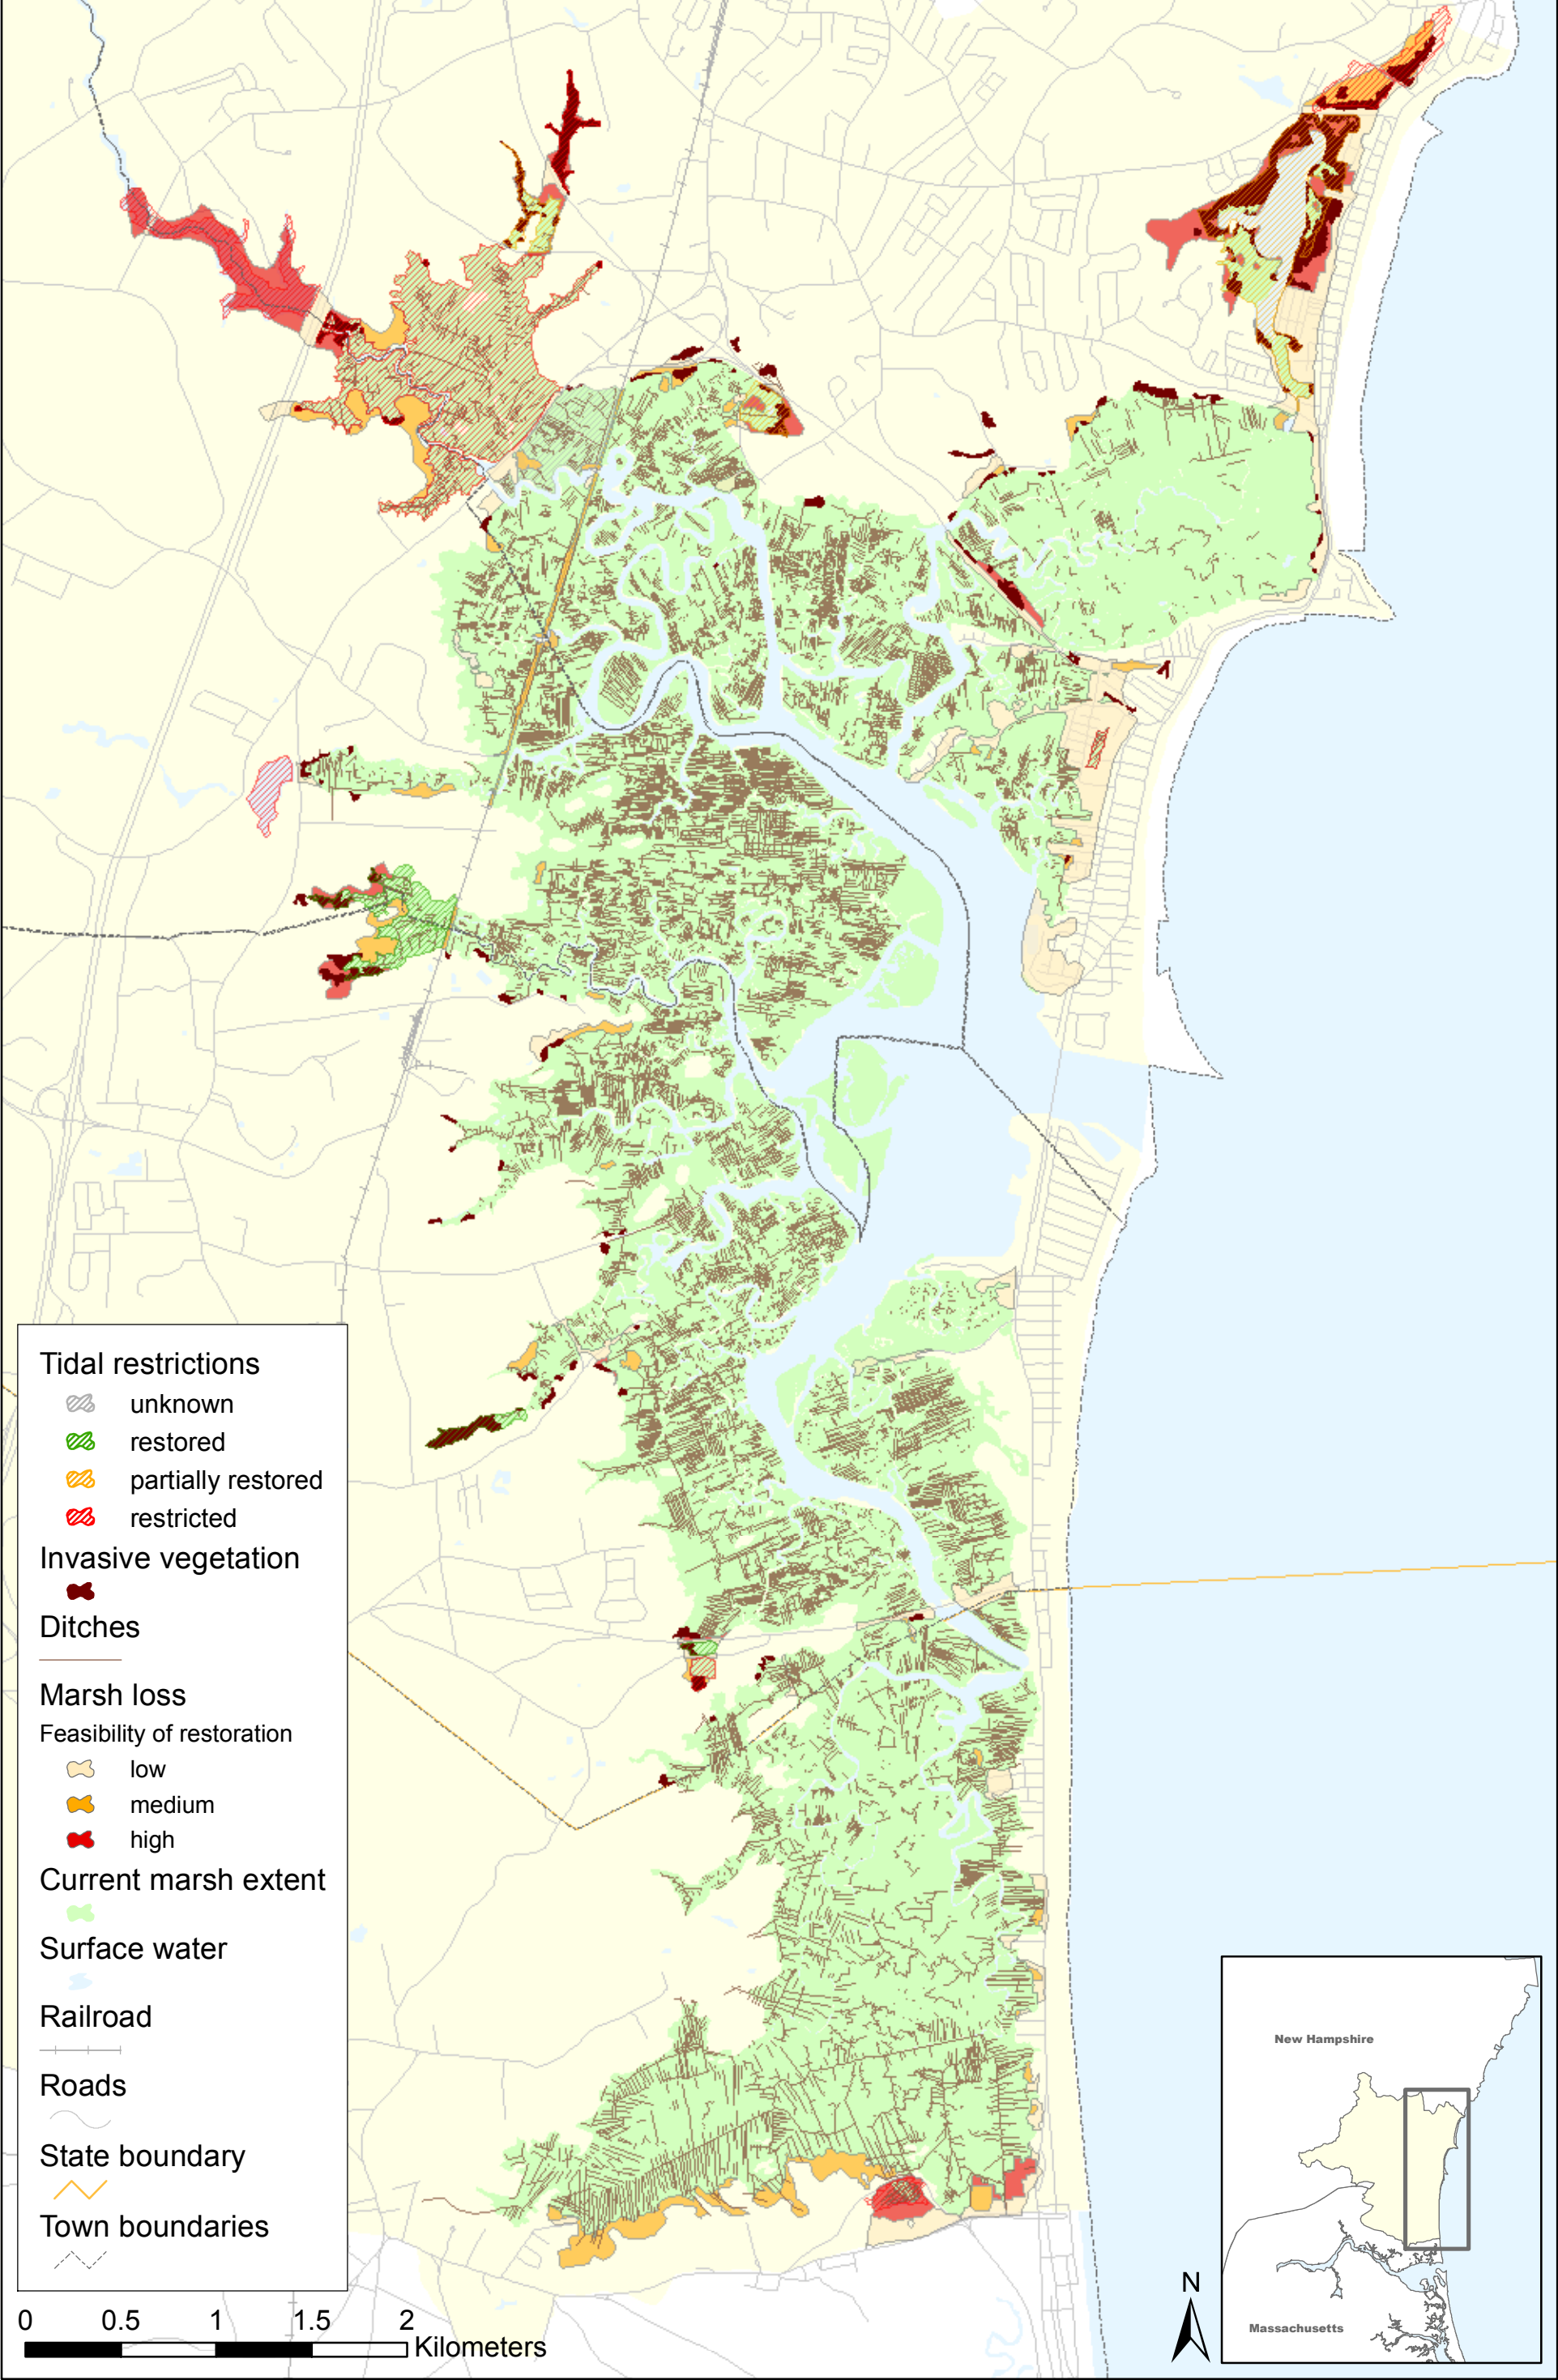 Tidal restrictions
unknown
restored
partially restored
restricted
Invasive vegetation
Ditches
Marsh loss
Feasibility of restoration
low
medium
high
Current marsh extent
Surface water
Railroad
Roads
State boundary
Town boundaries
0 0.5 1 1.5 2
Kilometers
N
New Hampshire
Massachusetts